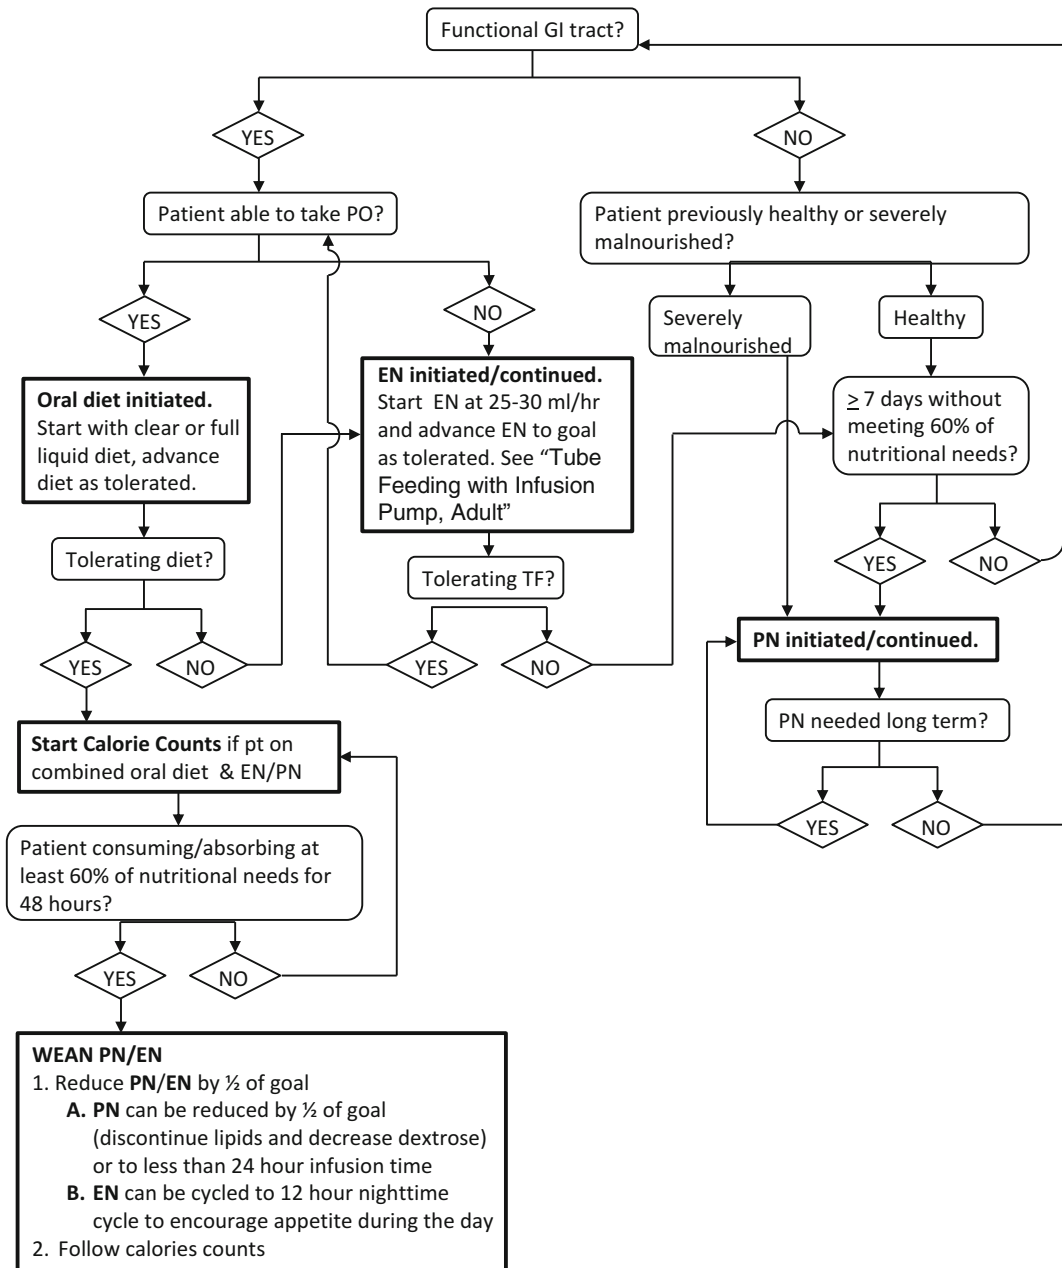 Functional GI tract?
YES
NO
Patient able to take PO?
Patient previously healthy or severely
malnourished?
YES
NO
Severely
malnourished
Healthy
Oral diet initiated.
Start with clear or full
liquid diet, advance
diet as tolerated.
EN initiated/continued.
Start EN at 25-30 ml/hr
and advance EN to goal
as tolerated. See “Tube
Feeding with Infusion
Pump, Adult”
≥ 7 days without
meeting 60% of
nutritional needs?
Tolerating diet?
Tolerating TF?
YES
NO
YES
NO
YES
NO
PN initiated/continued.
Start Calorie Counts if pt on
combined oral diet & EN/PN
PN needed long term?
YES
NO
Patient consuming/absorbing at
least 60% of nutritional needs for
48 hours?
YES
NO
WEAN PN/EN
1. Reduce PN/EN by ½ of goal
A. PN can be reduced by ½ of goal
(discontinue lipids and decrease dextrose)
or to less than 24 hour infusion time
B. EN can be cycled to 12 hour nighttime
cycle to encourage appetite during the day
2. Follow calories counts